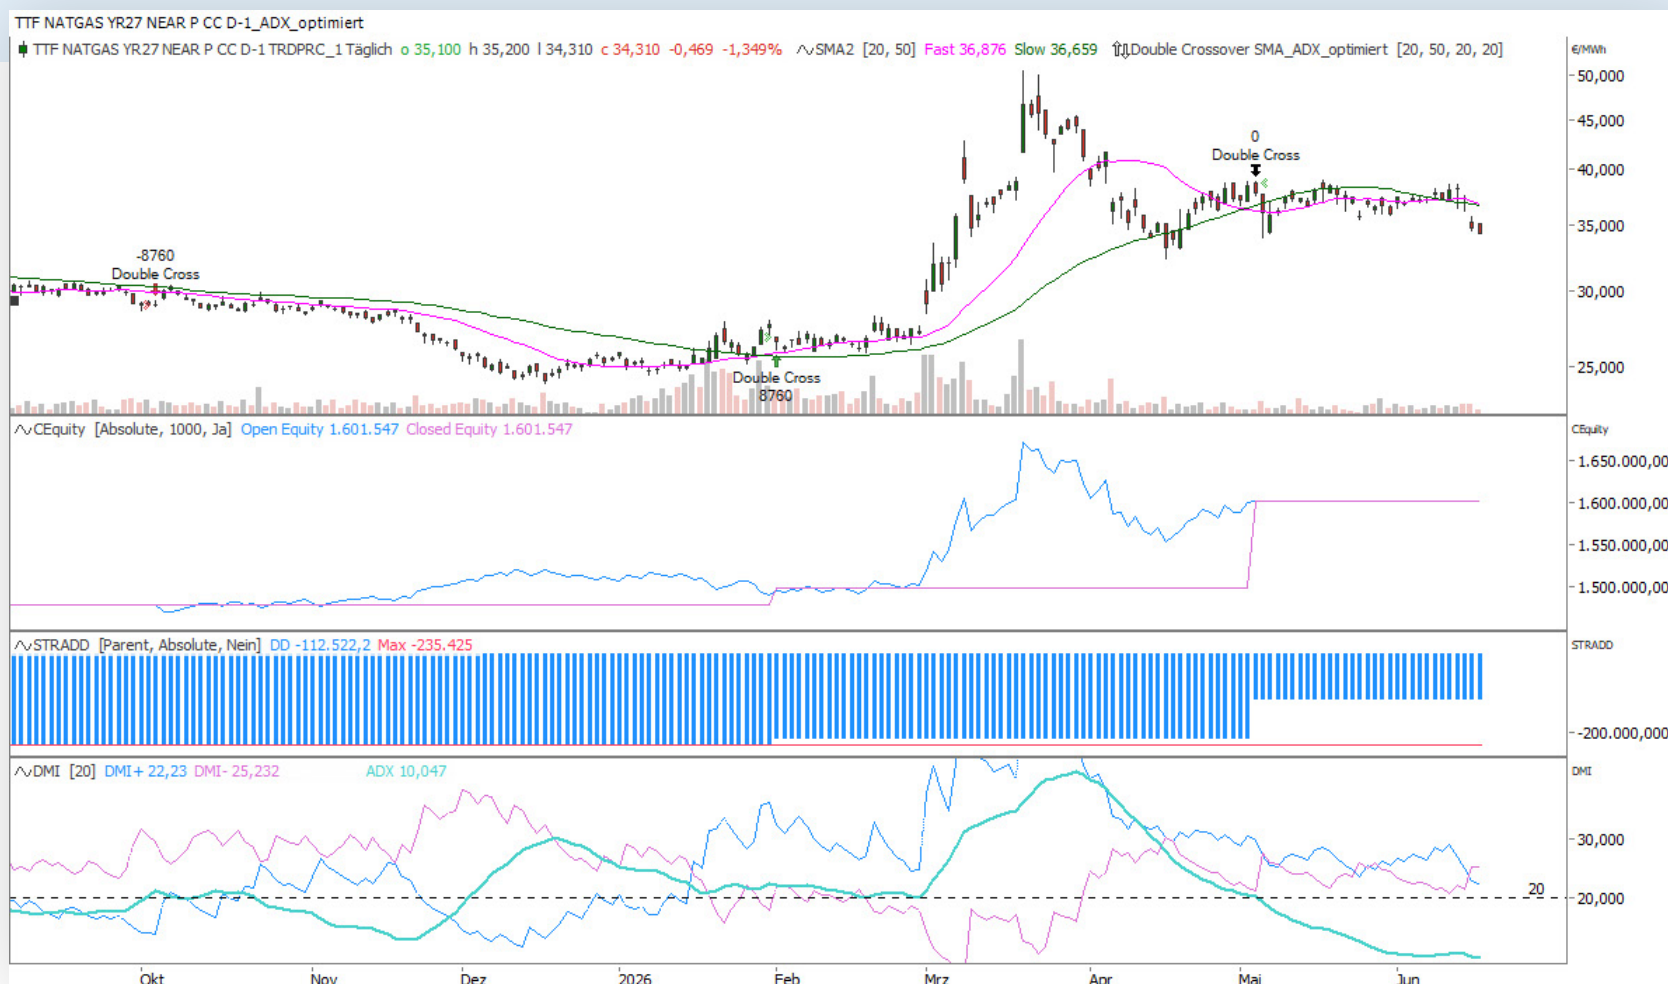 TTF NATGAS YR27 NEAR P CC D-1_ADX_optimiert
TTF NATGAS YR27 NEAR P CC D-1 TRDPRC_1 Täglich o 35,100 h 35,200 l 34,310 c 34,310 -0,469 -1,349% SMA2 [20, 50] Fast 36,876 Slow 36,659 Double Crossover SMA_ADX_optimiert [20, 50, 20, 20]
€/MWh
50,000
45,000
0
Double Cross
40,000
35,000
-8760
Double Cross
30,000
Double Cross
8760
25,000
CEquity [Absolute, 1000, Ja] Open Equity 1.601.547 Closed Equity 1.601.547
CEquity
1.650.000,00
1.600.000,00
1.550.000,00
1.500.000,00
STRADD [Parent, Absolute, Nein] DD -112.522,2 Max -235.425
STRADD
-200.000,000
DMI [20] DMI+ 22,23 DMI- 25,232 ADX 10,047
DMI
30,000
20
20,000
Okt Nov Dez 2026 Feb Mrz Apr Mai Jun